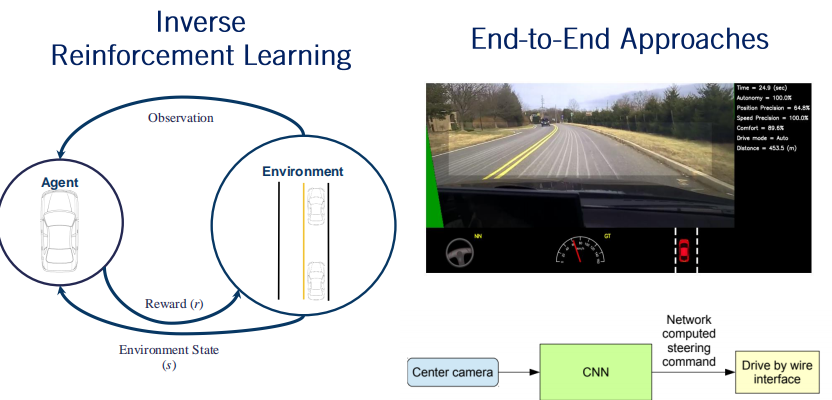 Inverse
Reinforcement Learning
Observation
Agent
Environment
Reward (r)
Environment State
(s)
End-to-End Approaches
Time = 24.9 (sec)
Autonomy = 100.0%
Position Precision = 64.8%
Speed Precision = 100.0%
Comfort = 89.6%
Drive mode = Auto
Distance = 453.5 (m)
NN
GT
Center camera
CNN
Network
computed
steering
command
Drive by wire
interface